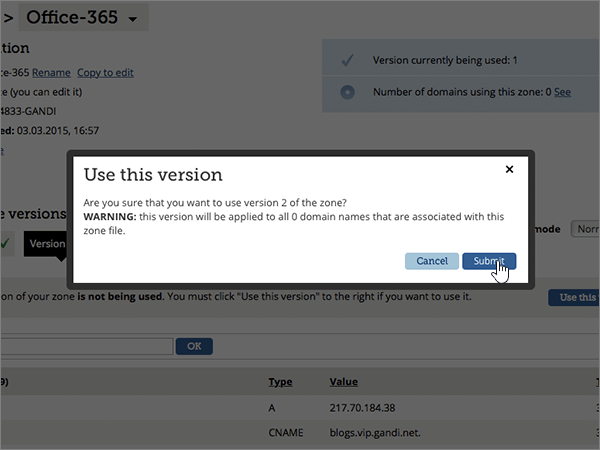 > Office-365
tion
ce-365 Rename Copy to edit
Version currently being used: 1
e (you can edit it)
Number of domains using this zone: 0 See
4833-GANDI
ed: 03.03.2015, 16:57
it
Use this version
Are you sure that you want to use version 2 of the zone?
WARNING: this version will be applied to all 0 domain names that are associated with this
zone file.
Cancel Submit
e versions
mode Norr
Version
on of your zone is not being used. You must click "Use this version" to the right if you want to use it.
Use this
OK
9) Type Value T
A 217.70.184.38 3
CNAME blogs.vip.gandi.net. 3